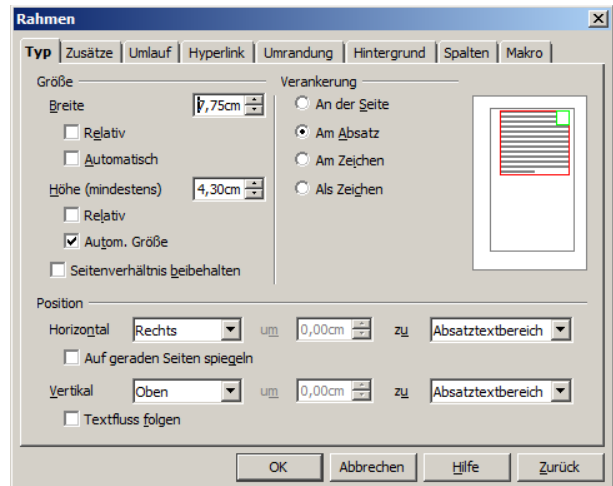 Rahmen
Typ Zusätze Umlauf Hyperlink Umrandung Hintergrund Spalten Makro
Größe
Breite 7,75cm
Relativ
Automatisch
Höhe (mindestens) 4,30cm
Relativ
Autom. Größe
Seitenverhältnis beibehalten
Verankerung
An der Seite
Am Absatz
Am Zeichen
Als Zeichen
Position
Horizontal Rechts um 0,00cm zu Absatztextbereich
Auf geraden Seiten spiegeln
Vertikal Oben um 0,00cm zu Absatztextbereich
Textfluss folgen
OK Abbrechen Hilfe Zurück